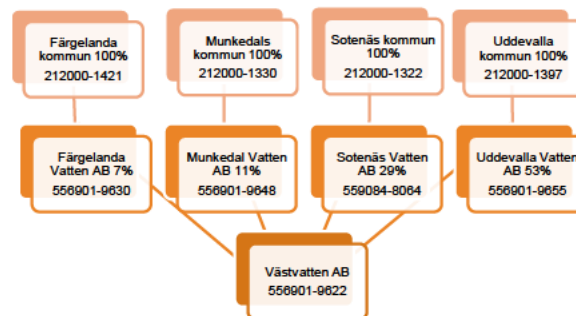 Färgelanda
kommun 100%
212000-1421
Munkedals
kommun 100%
212000-1330
Sotenäs kommun
100%
212000-1322
Uddevalla
kommun 100%
212000-1397
Färgelanda
Vatten AB 7%
556901-9630
Munkedal Vatten
AB 11%
556901-9648
Sotenäs Vatten
AB 29%
559084-8064
Uddevalla Vatten
AB 53%
556901-9655
Västvatten AB
556901-9622